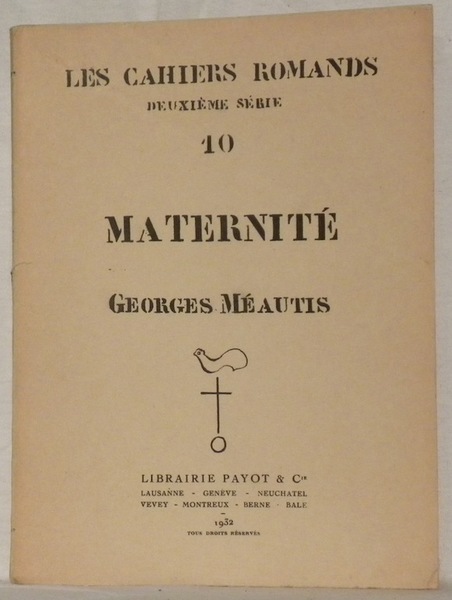 LES CAHIERS ROMANDS
DEUXIÈME SÉRIE
10
MATERNITÉ
GEORGES MÉAUTIS
LIBRAIRIE PAYOT & Cie
LAUSANNE - GENÈVE - NEUCHATEL
VEVEY - MONTREUX - BERNE - BALE
-
1932
TOUS DROITS RÉSERVÉS